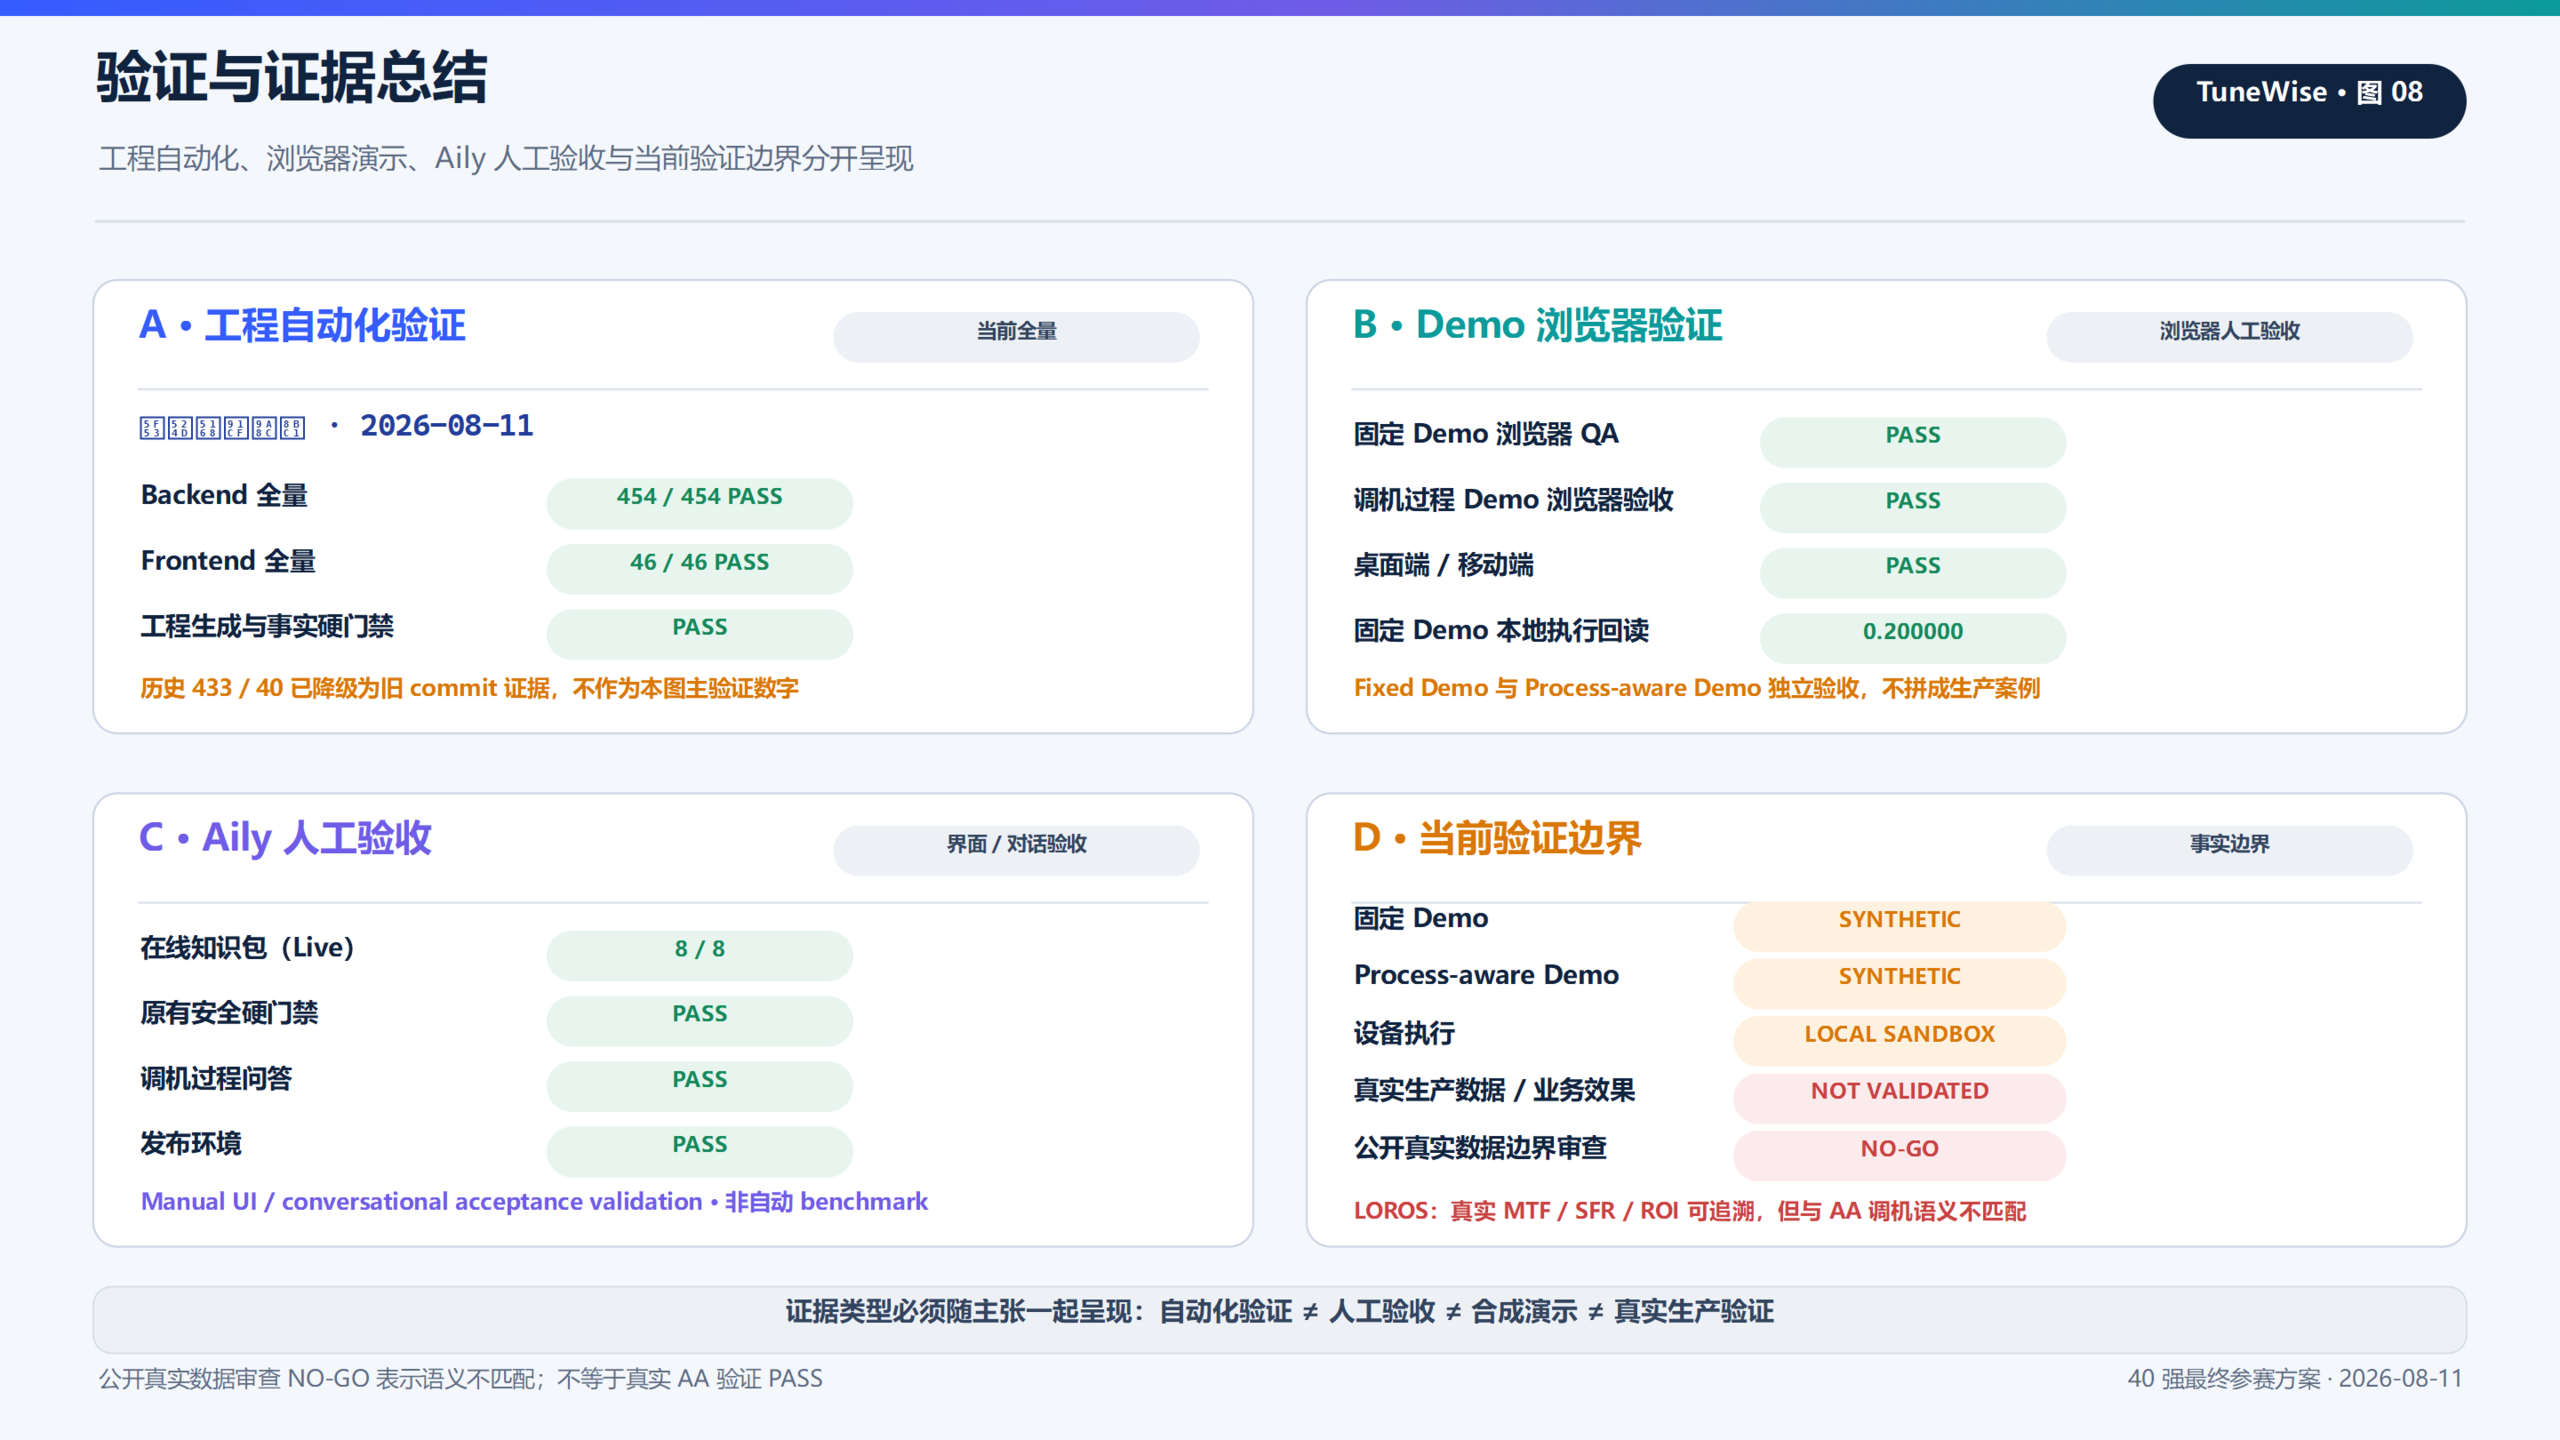 验证与证据总结
TuneWise • 图 08
工程自动化、浏览器演示、Aily 人工验收与当前验证边界分开呈现
A • 工程自动化验证
当前全量
· 2026-08-11
Backend 全量
454 / 454 PASS
Frontend 全量
46 / 46 PASS
工程生成与事实硬门禁
PASS
历史 433 / 40 已降级为旧 commit 证据，不作为本图主验证数字
B • Demo 浏览器验证
浏览器人工验收
固定 Demo 浏览器 QA
PASS
调机过程 Demo 浏览器验收
PASS
桌面端 / 移动端
PASS
固定 Demo 本地执行回读
0.200000
Fixed Demo 与 Process-aware Demo 独立验收，不拼成生产案例
C • Aily 人工验收
界面 / 对话验收
在线知识包（Live）
8 / 8
原有安全硬门禁
PASS
调机过程问答
PASS
发布环境
PASS
Manual UI / conversational acceptance validation • 非自动 benchmark
D • 当前验证边界
事实边界
固定 Demo
SYNTHETIC
Process-aware Demo
SYNTHETIC
设备执行
LOCAL SANDBOX
真实生产数据 / 业务效果
NOT VALIDATED
公开真实数据边界审查
NO-GO
LOROS：真实 MTF / SFR / ROI 可追溯，但与 AA 调机语义不匹配
证据类型必须随主张一起呈现：自动化验证 ≠ 人工验收 ≠ 合成演示 ≠ 真实生产验证
公开真实数据审查 NO-GO 表示语义不匹配；不等于真实 AA 验证 PASS
40 强最终参赛方案 · 2026-08-11